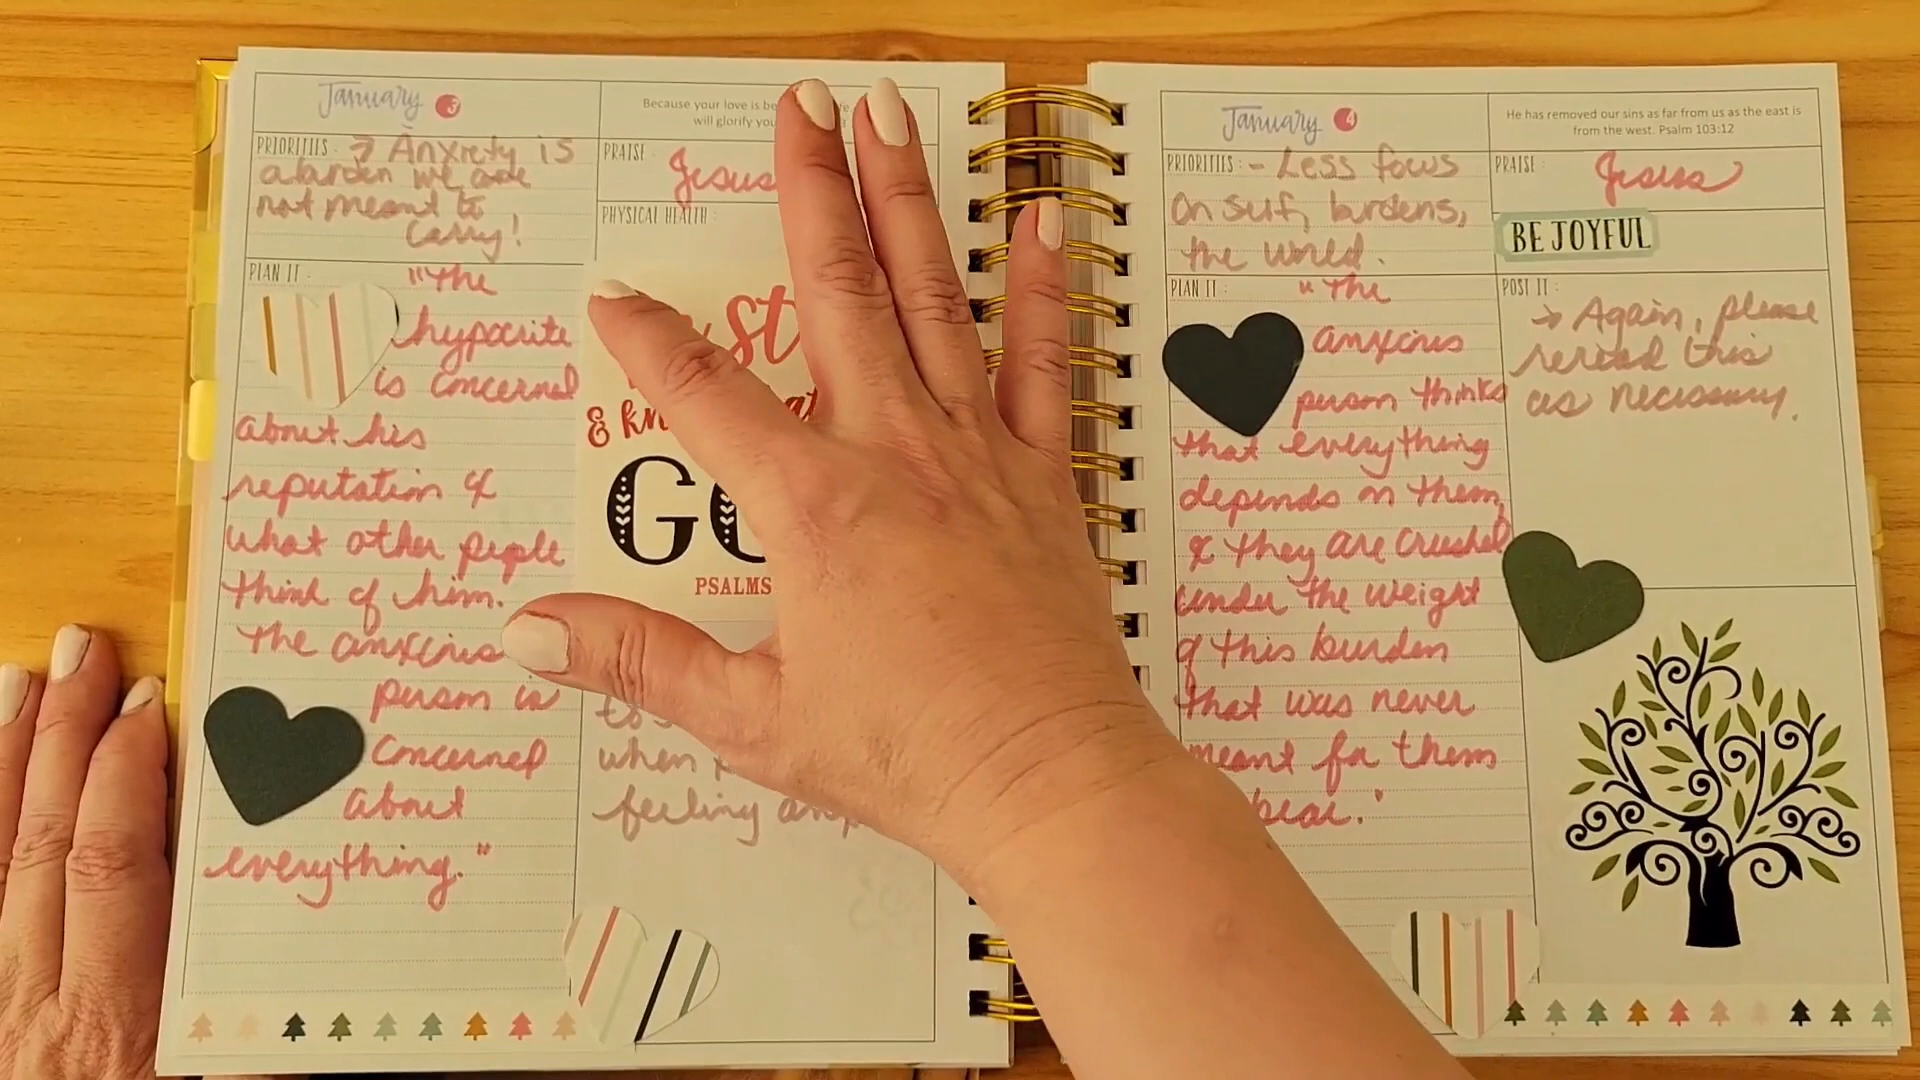 January 3
Because your love is be
will glorify you
PRIORITIES : → Anxiety is
a burden we are
not meant to
carry!
PRAISE :
Jesus
PHYSICAL HEALTH :
PLAN IT :
"The
hypocrite
is concerned
about his
reputation &
what other people
think of him.
The anxious
person is
concerned
about
everything."
st
& kn at
GO
PSALMS
to
when
feeling
January 4
He has removed our sins as far from us as the east is
from the west. Psalm 103:12
PRIORITIES : - Less focus
on self, burdens,
the world.
PRAISE :
Jesus
BE JOYFUL
PLAN IT :
"The
anxious
person thinks
that everything
depends on them,
& they are crushed
under the weight
of this burden
that was never
meant for them
bear."
POST IT :
→ Again, please
reread this
as necessary.